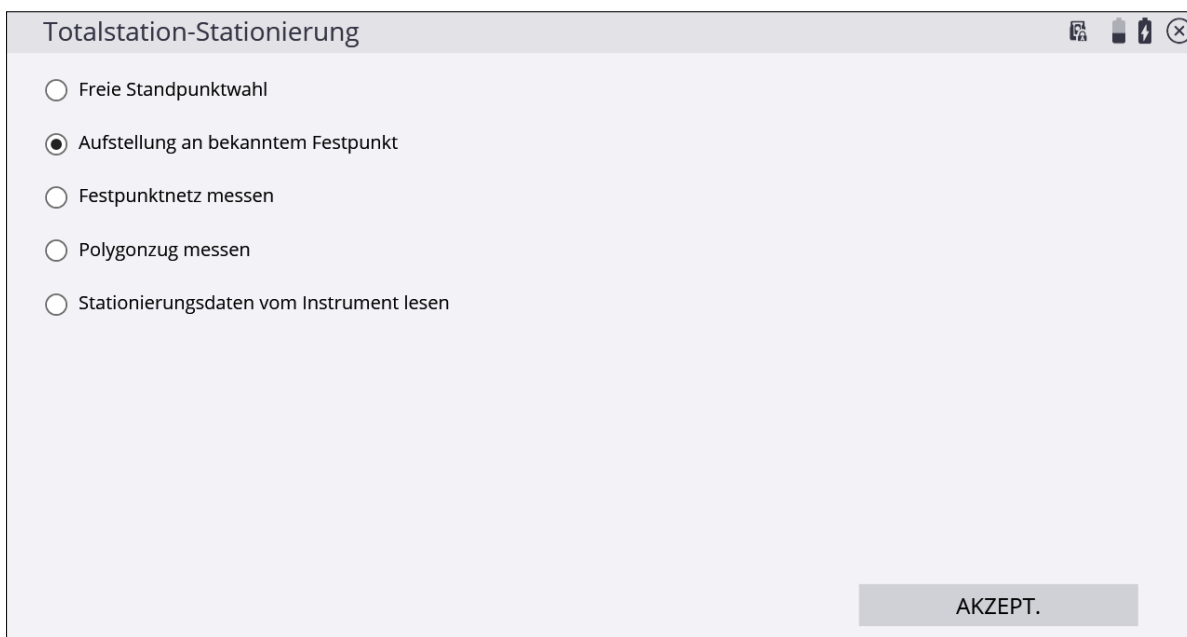 Totalstation-Stationierung
Freie Standpunktwahl
Aufstellung an bekanntem Festpunkt
Festpunktnetz messen
Polygonzug messen
Stationierungsdaten vom Instrument lesen
AKZEPT.